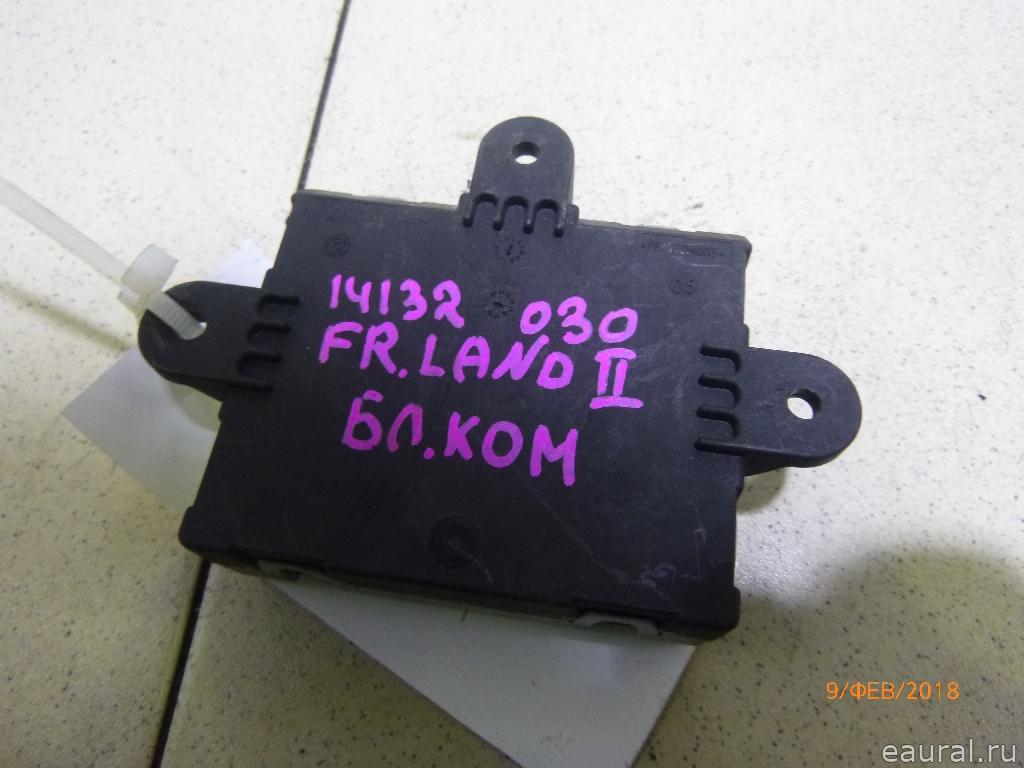 14132 030
FR.LAND II
БЛ.КОМ
9/ФЕВ/2018
eaural.ru